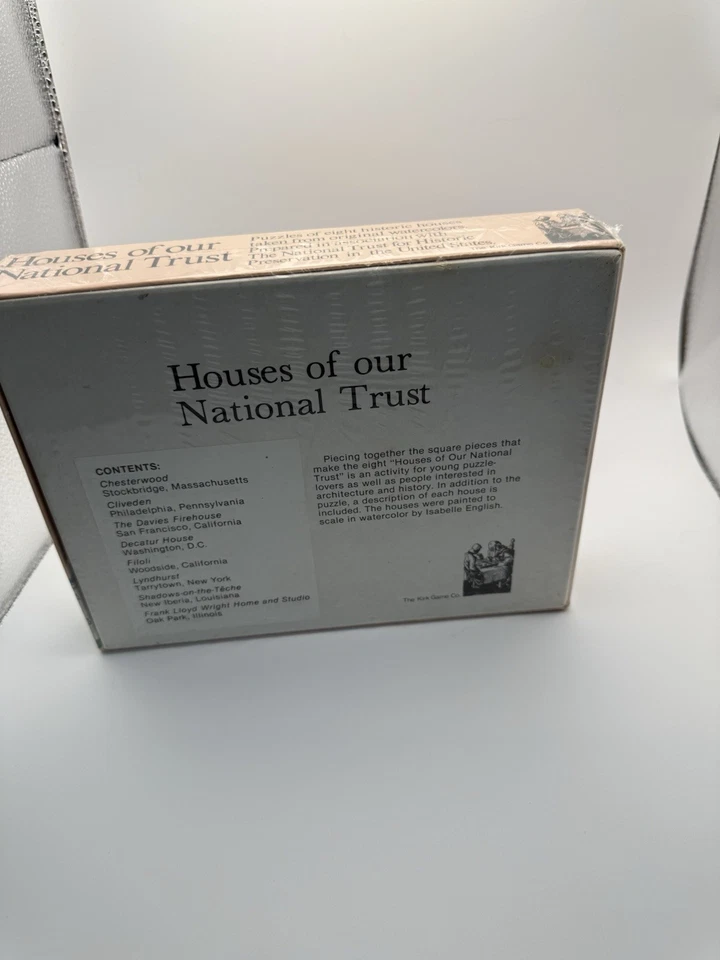 Houses of our
National Trust
Puzzles of eight historic houses
taken from original watercolors
Prepared in association with
The National Trust for Historic
Preservation in the United States.
Houses of our
National Trust
CONTENTS:
Chesterwood
Stockbridge, Massachusetts
Cliveden
Philadelphia, Pennsylvania
The Davies Firehouse
San Francisco, California
Decatur House
Washington, D.C.
Filoli
Woodside, California
Lyndhurst
Tarrytown, New York
Shadows-on-the-Têche
New Iberia, Louisiana
Frank Lloyd Wright Home and Studio
Oak Park, Illinois
Piecing together the square pieces that
make the eight "Houses of Our National
Trust" is an activity for young puzzle-
lovers as well as people interested in
architecture and history. In addition to the
puzzle, a description of each house is
included. The houses were painted to
scale in watercolor by Isabelle English.
The Game Co.